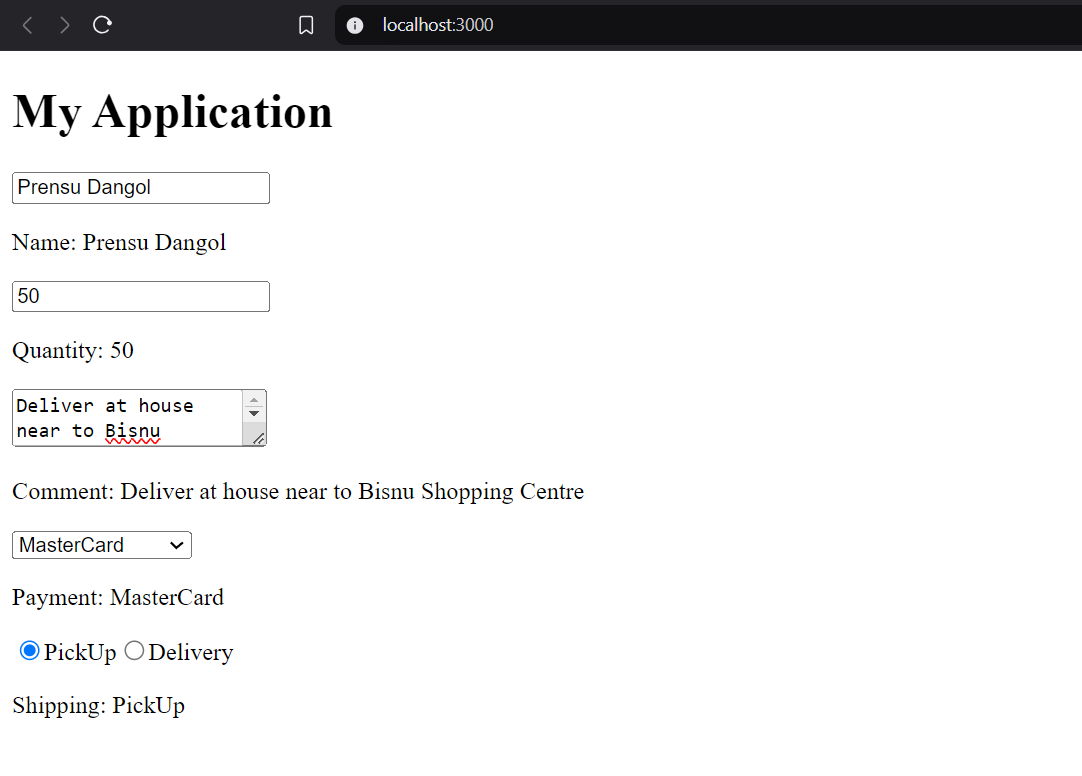 localhost:3000
My Application
Prensu Dangol
Name: Prensu Dangol
50
Quantity: 50
Deliver at house
near to Bisnu
Comment: Deliver at house near to Bisnu Shopping Centre
MasterCard
Payment: MasterCard
PickUp Delivery
Shipping: PickUp